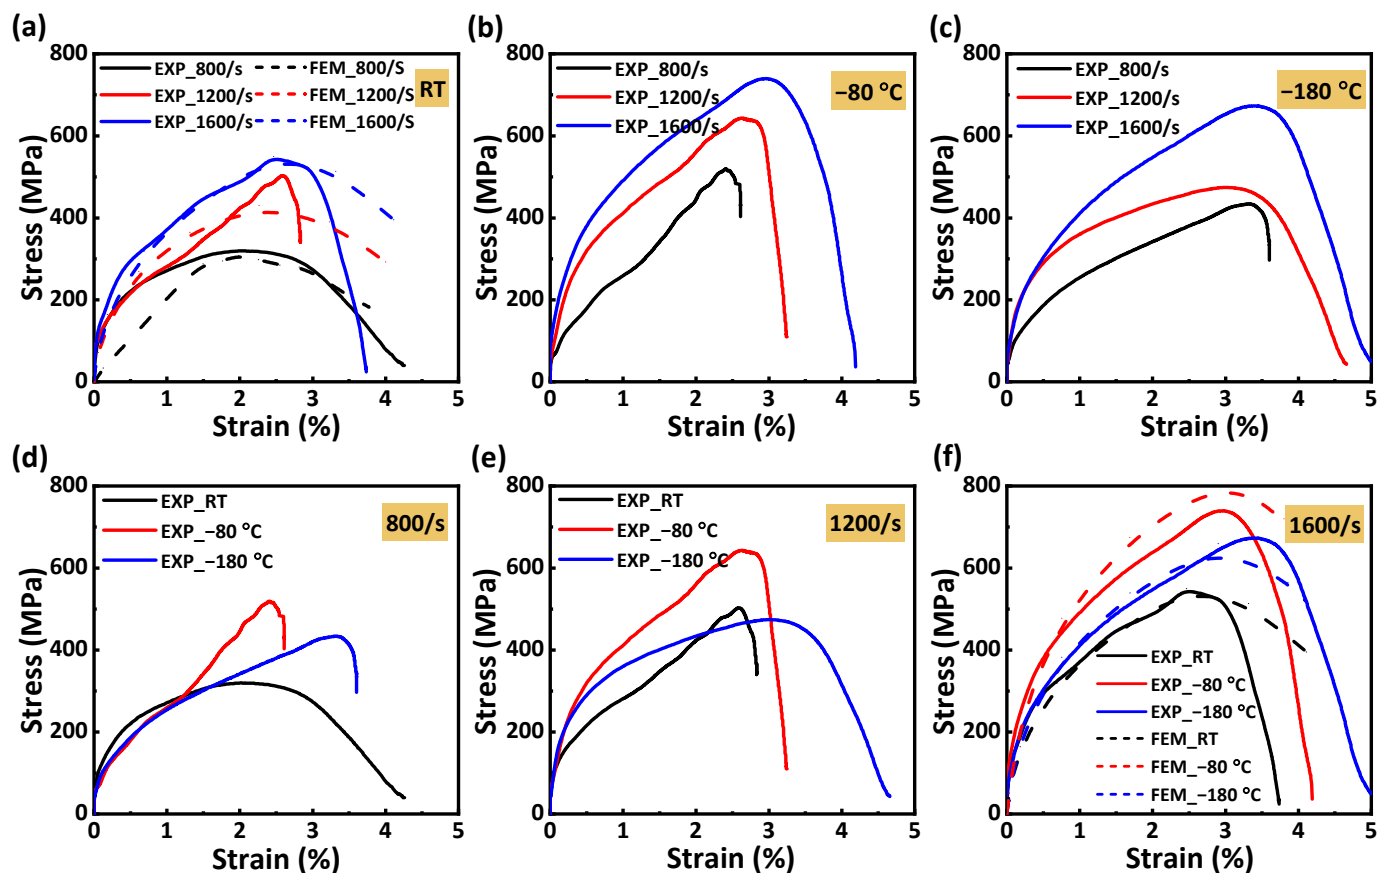 (a)
800
600
400
200
0
Stress (MPa)
EXP_800/s
EXP_1200/s
EXP_1600/s
FEM_800/S
FEM_1200/S
FEM_1600/S
RT
0 1 2 3 4 5
Strain (%)
(b)
800
600
400
200
0
Stress (MPa)
EXP_800/s
EXP_1200/s
EXP_1600/s
−80 °C
0 1 2 3 4 5
Strain (%)
(c)
800
600
400
200
0
Stress (MPa)
EXP_800/s
EXP_1200/s
EXP_1600/s
−180 °C
0 1 2 3 4 5
Strain (%)
(d)
800
600
400
200
0
Stress (MPa)
EXP_RT
EXP_−80 °C
EXP_−180 °C
800/s
0 1 2 3 4 5
Strain (%)
(e)
800
600
400
200
0
Stress (MPa)
EXP_RT
EXP_−80 °C
EXP_−180 °C
1200/s
0 1 2 3 4 5
Strain (%)
(f)
800
600
400
200
0
Stress (MPa)
1600/s
EXP_RT
EXP_−80 °C
EXP_−180 °C
FEM_RT
FEM_−80 °C
FEM_−180 °C
0 1 2 3 4 5
Strain (%)